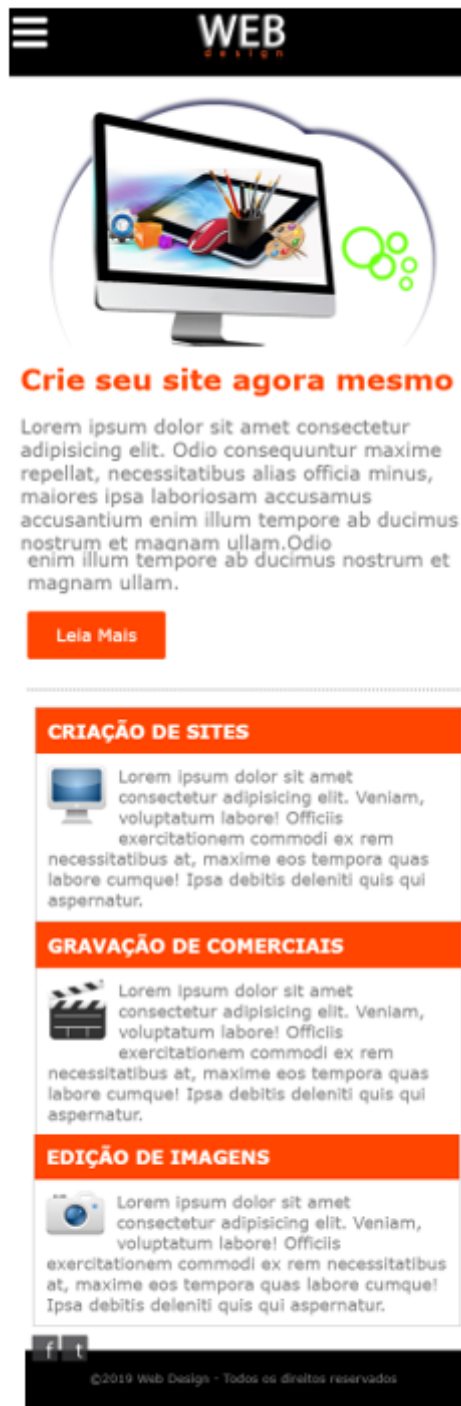 WEB
design
Crie seu site agora mesmo
Lorem ipsum dolor sit amet consectetur
adipisicing elit. Odio consequuntur maxime
repellat, necessitatibus alias officia minus,
maiores ipsa laboriosam accusamus
accusantium enim illum tempore ab ducimus
nostrum et magnam ullam.Odio
enim illum tempore ab ducimus nostrum et
magnam ullam.
Leia Mais
CRIAÇÃO DE SITES
Lorem ipsum dolor sit amet
consectetur adipisicing elit. Veniam,
voluptatum labore! Officiis
exercitationem commodi ex rem
necessitatibus at, maxime eos tempora quas
labore cumque! Ipsa debitis deleniti quis qui
aspernatur.
GRAVAÇÃO DE COMERCIAIS
Lorem ipsum dolor sit amet
consectetur adipisicing elit. Veniam,
voluptatum labore! Officiis
exercitationem commodi ex rem
necessitatibus at, maxime eos tempora quas
labore cumque! Ipsa debitis deleniti quis qui
aspernatur.
EDIÇÃO DE IMAGENS
Lorem ipsum dolor sit amet
consectetur adipisicing elit. Veniam,
voluptatum labore! Officiis
exercitationem commodi ex rem necessitatibus
at, maxime eos tempora quas labore cumque!
Ipsa debitis deleniti quis qui aspernatur.
f t
©2019 Web Design - Todos os direitos reservados